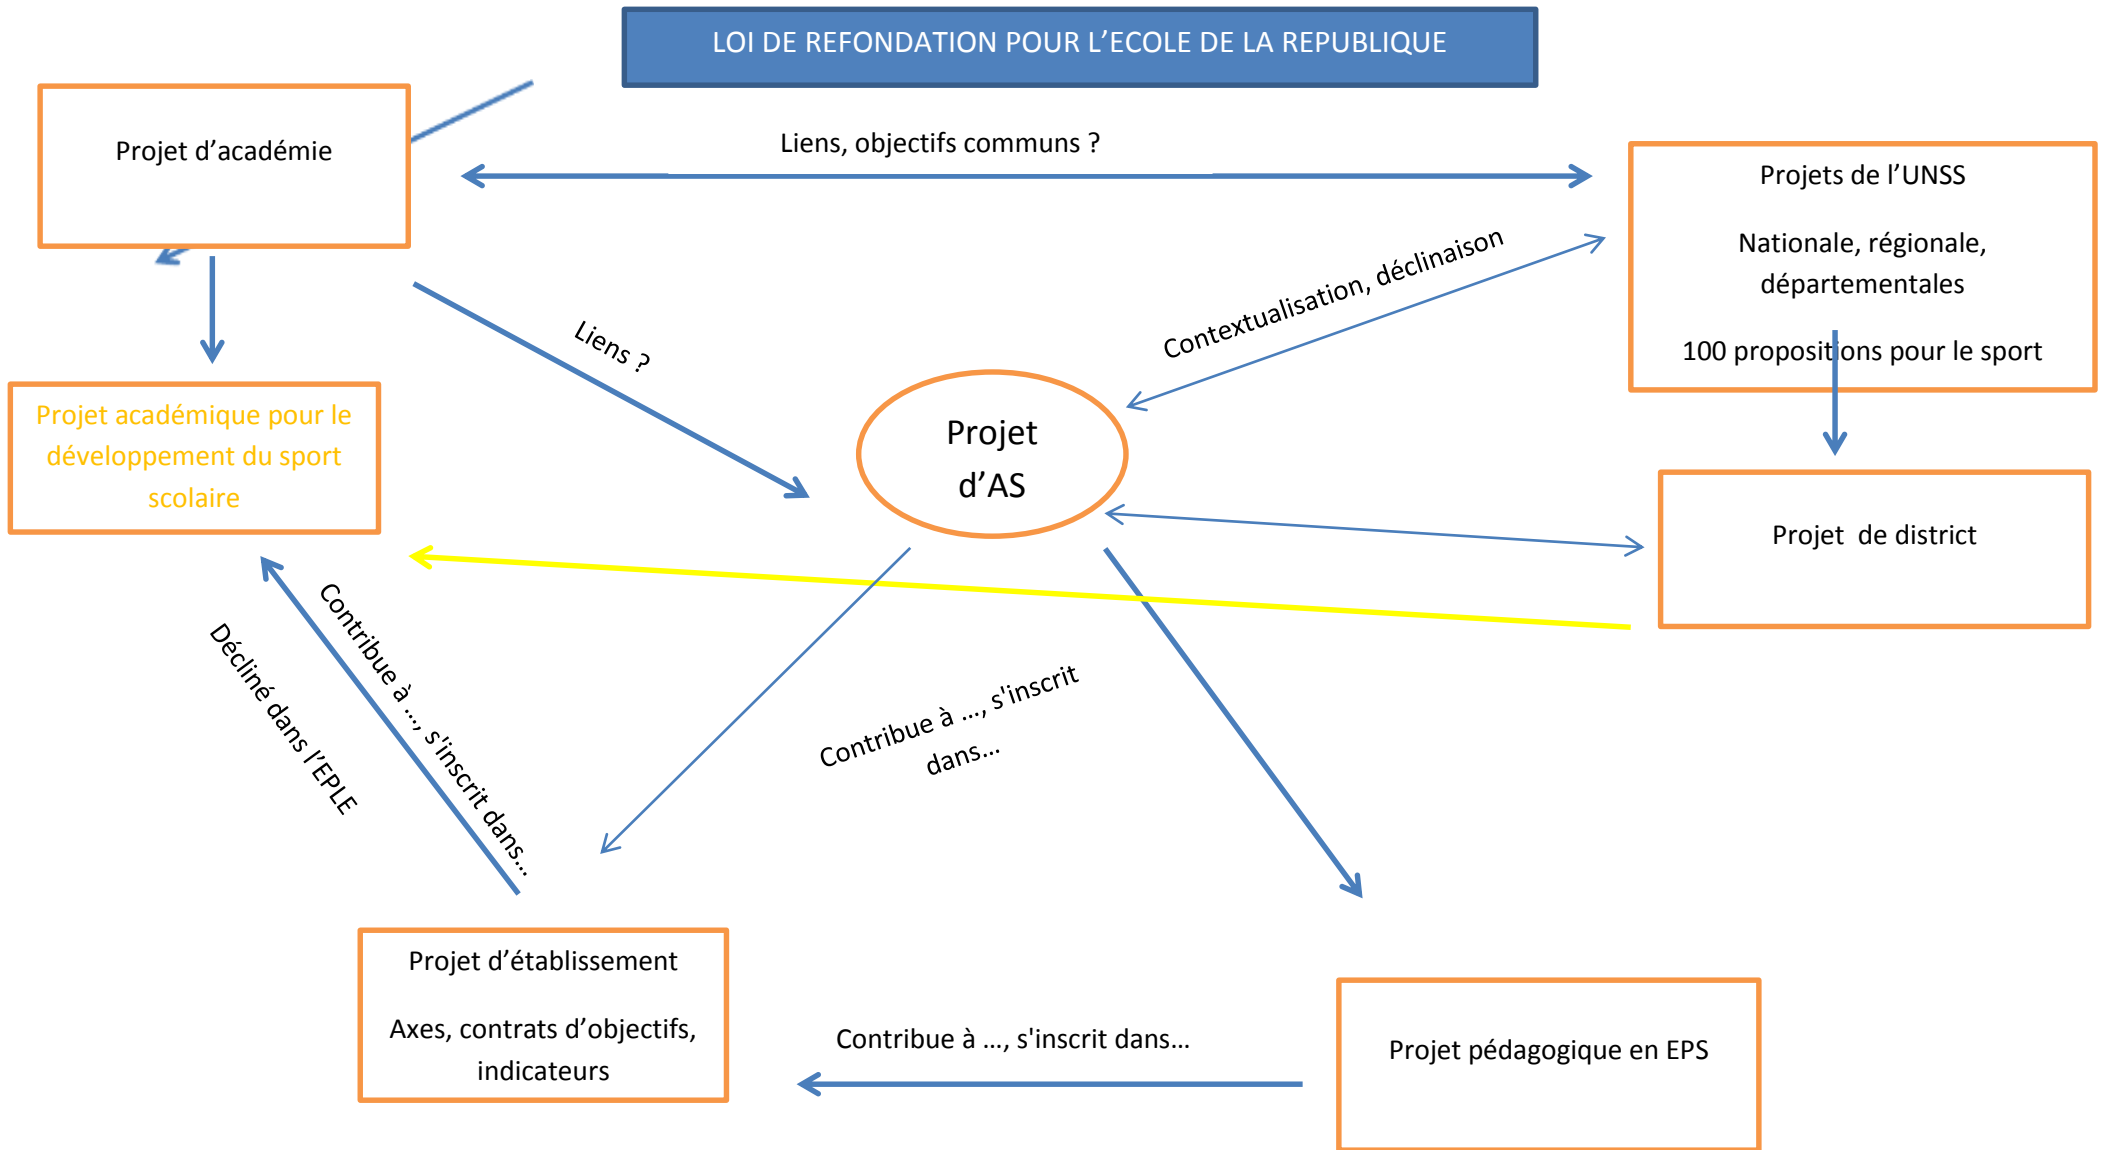 LOI DE REFONDATION POUR L’ECOLE DE LA REPUBLIQUE
Projet d’académie
Liens, objectifs communs ?
Projets de l’UNSS
Nationale, régionale,
départementales
100 propositions pour le sport
Contextualisation, déclinaison
Liens ?
Projet académique pour le
développement du sport
scolaire
Projet
d’AS
Projet  de district
Contribue à ...., s'inscrit dans...
Décliné dans l’EPLE
Contribue à ..., s'inscrit
dans...
Projet d’établissement
Axes, contrats d’objectifs,
indicateurs
Contribue à ..., s'inscrit dans...
Projet pédagogique en EPS